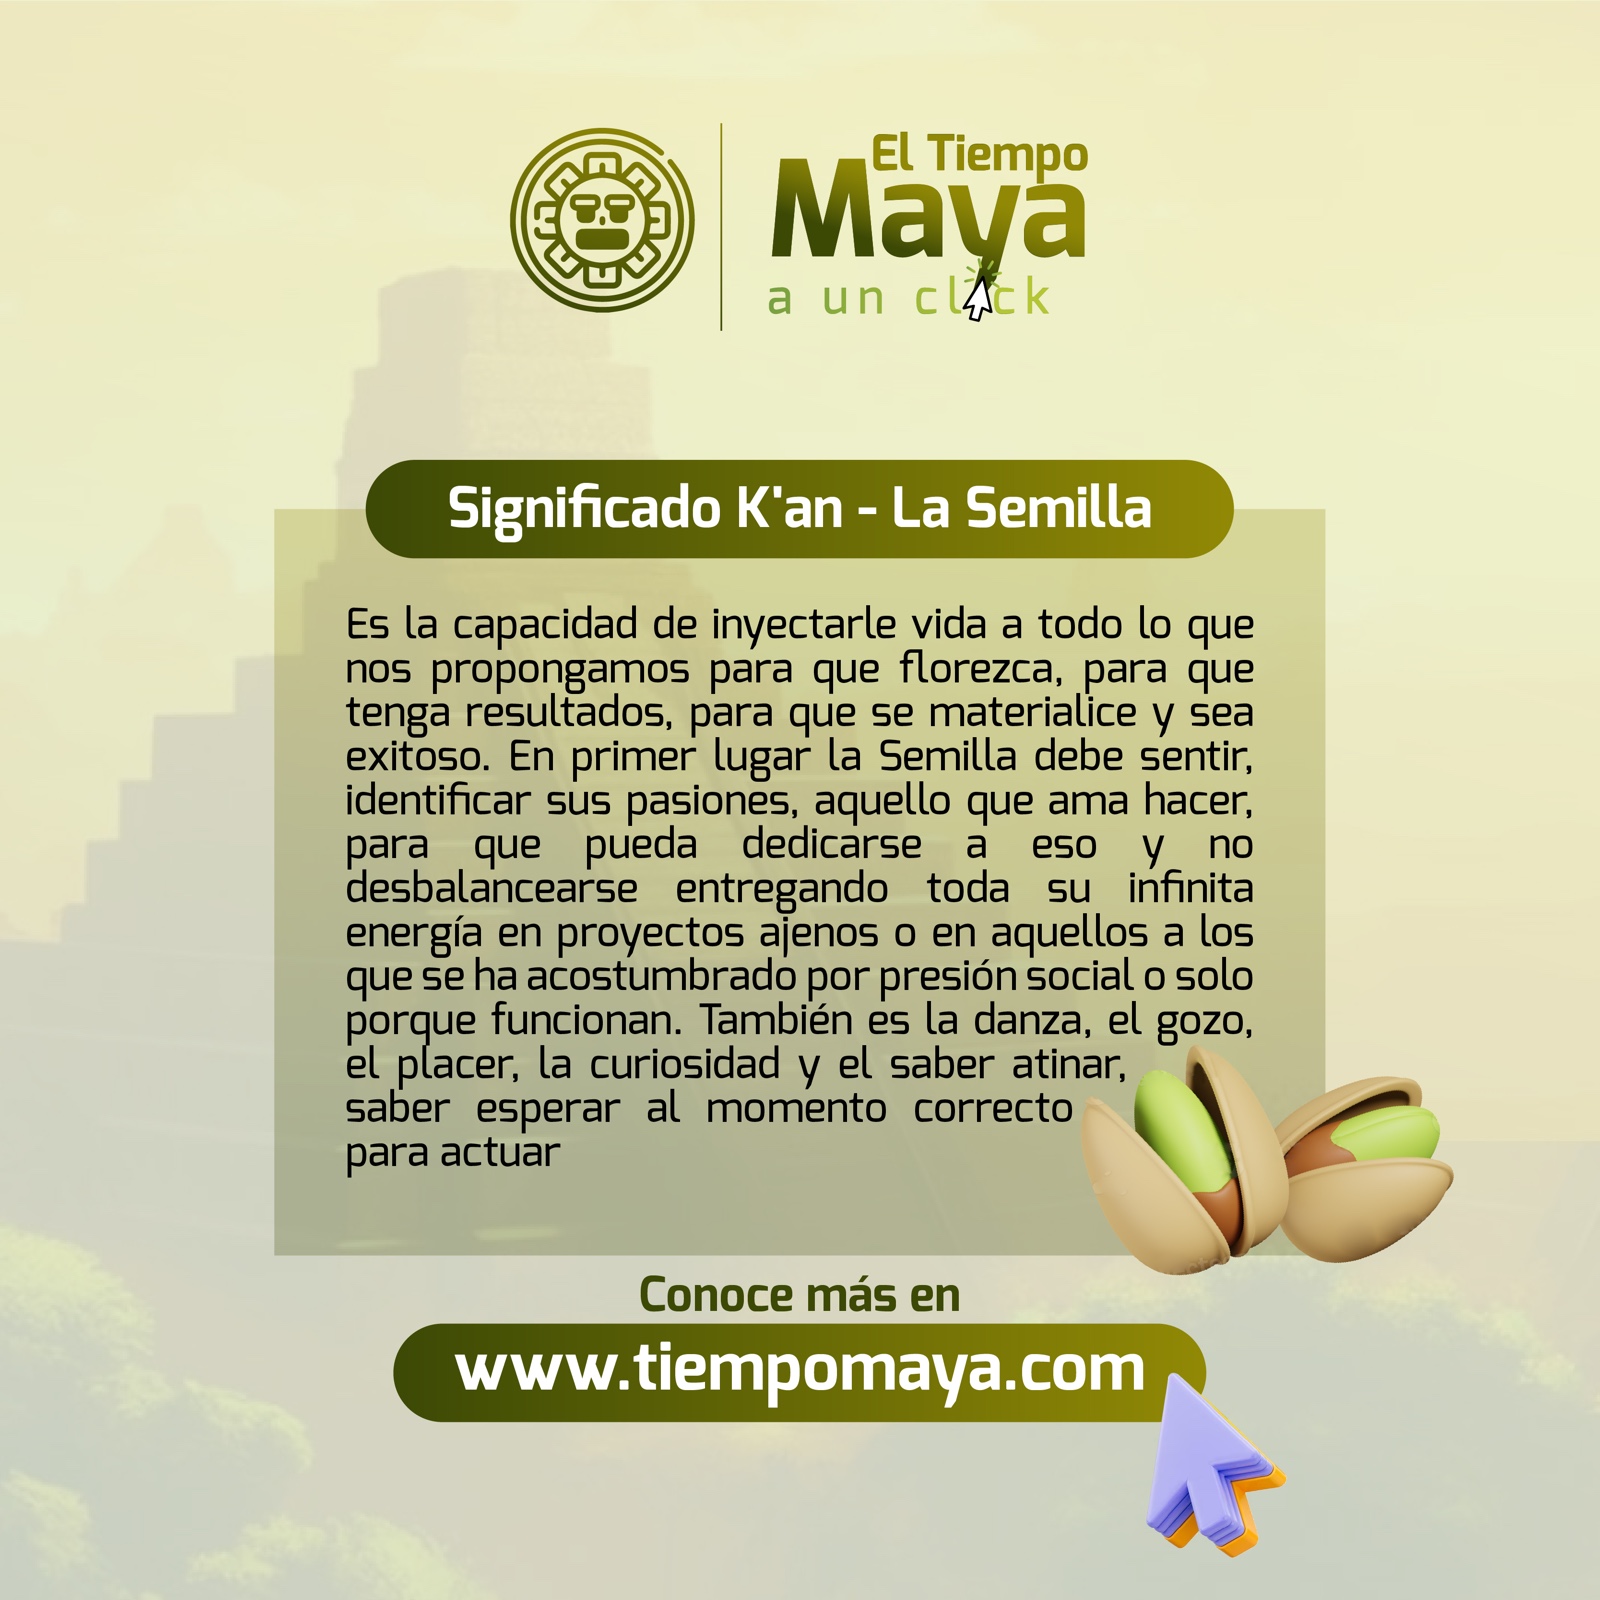 El Tiempo
Maya
a un click
Significado K'an - La Semilla
Es la capacidad de inyectarle vida a todo lo que
nos propongamos para que florezca, para que
tenga resultados, para que se materialice y sea
exitoso. En primer lugar la Semilla debe sentir,
identificar sus pasiones, aquello que ama hacer,
para que pueda dedicarse a eso y no
desbalancearse entregando toda su infinita
energía en proyectos ajenos o en aquellos a los
que se ha acostumbrado por presión social o solo
porque funcionan. También es la danza, el gozo,
el placer, la curiosidad y el saber atinar,
saber esperar al momento correcto
para actuar
Conoce más en
www.tiempomaya.com